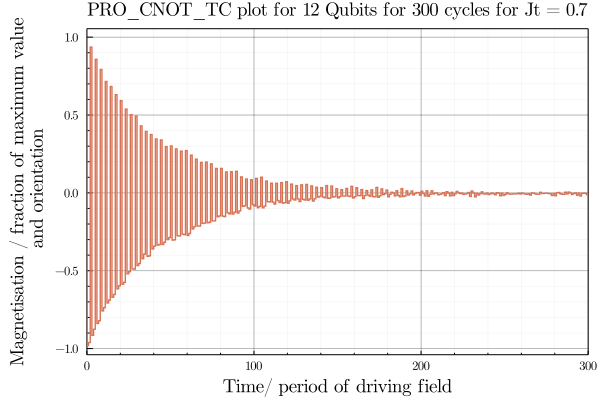 PRO_CNOT_TC plot for 12 Qubits for 300 cycles for Jt = 0.7
Magnetisation / fraction of maximum value
and orientation
1.0
0.5
0.0
−0.5
−1.0
0
100
200
300
Time/ period of driving field